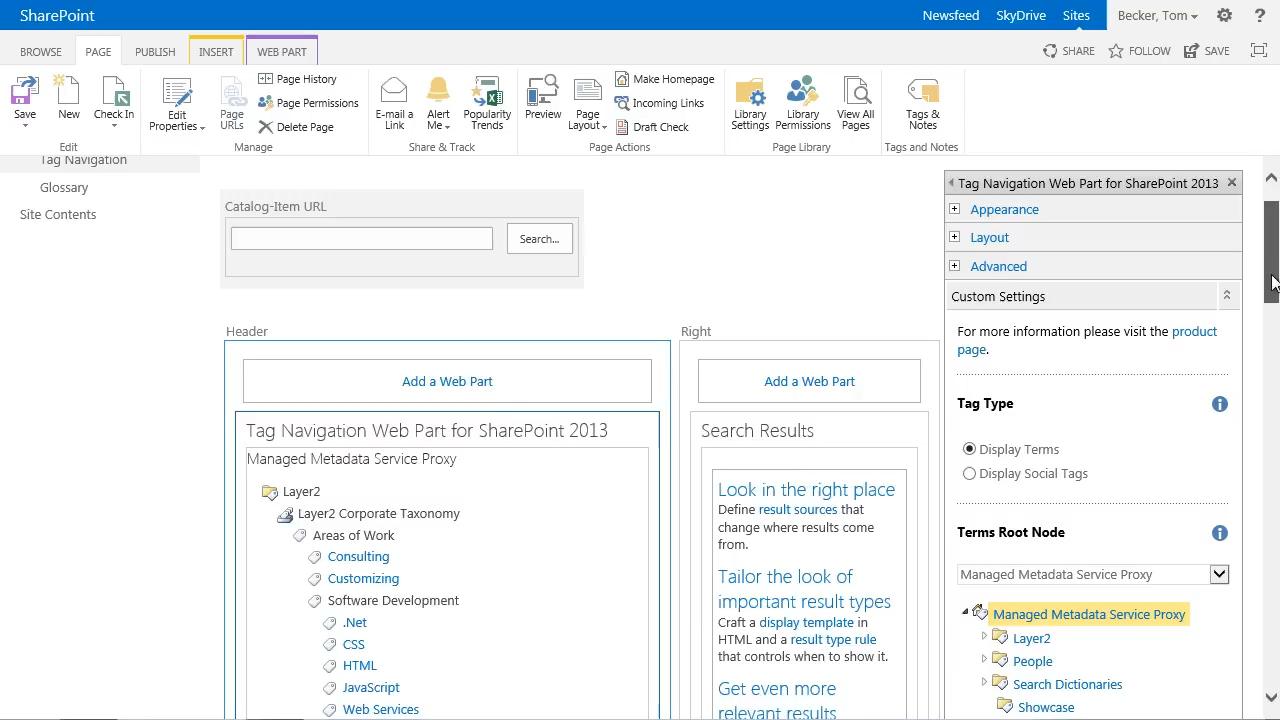 SharePoint
Newsfeed SkyDrive Sites Becker, Tom ?
BROWSE PAGE PUBLISH INSERT WEB PART SHARE FOLLOW SAVE
Save New Check In Edit Properties Page URLs Page History Page Permissions Delete Page E-mail a Link Alert Me Popularity Trends Preview Page Layout Make Homepage Incoming Links Draft Check Library Settings Library Permissions View All Pages Tags & Notes
Edit Manage Share & Track Page Actions Page Library Tags and Notes
Tag Navigation
Glossary
Site Contents
Catalog-Item URL
Search...
Header
Add a Web Part
Tag Navigation Web Part for SharePoint 2013
Managed Metadata Service Proxy
Layer2
Layer2 Corporate Taxonomy
Areas of Work
Consulting
Customizing
Software Development
.Net
CSS
HTML
JavaScript
Web Services
Right
Add a Web Part
Search Results
Look in the right place
Define result sources that
change where results come
from.
Tailor the look of
important result types
Craft a display template in
HTML and a result type rule
that controls when to show it.
Get even more
relevant results
Tag Navigation Web Part for SharePoint 2013
Appearance
Layout
Advanced
Custom Settings
For more information please visit the product
page.
Tag Type
Display Terms
Display Social Tags
Terms Root Node
Managed Metadata Service Proxy
Managed Metadata Service Proxy
Layer2
People
Search Dictionaries
Showcase